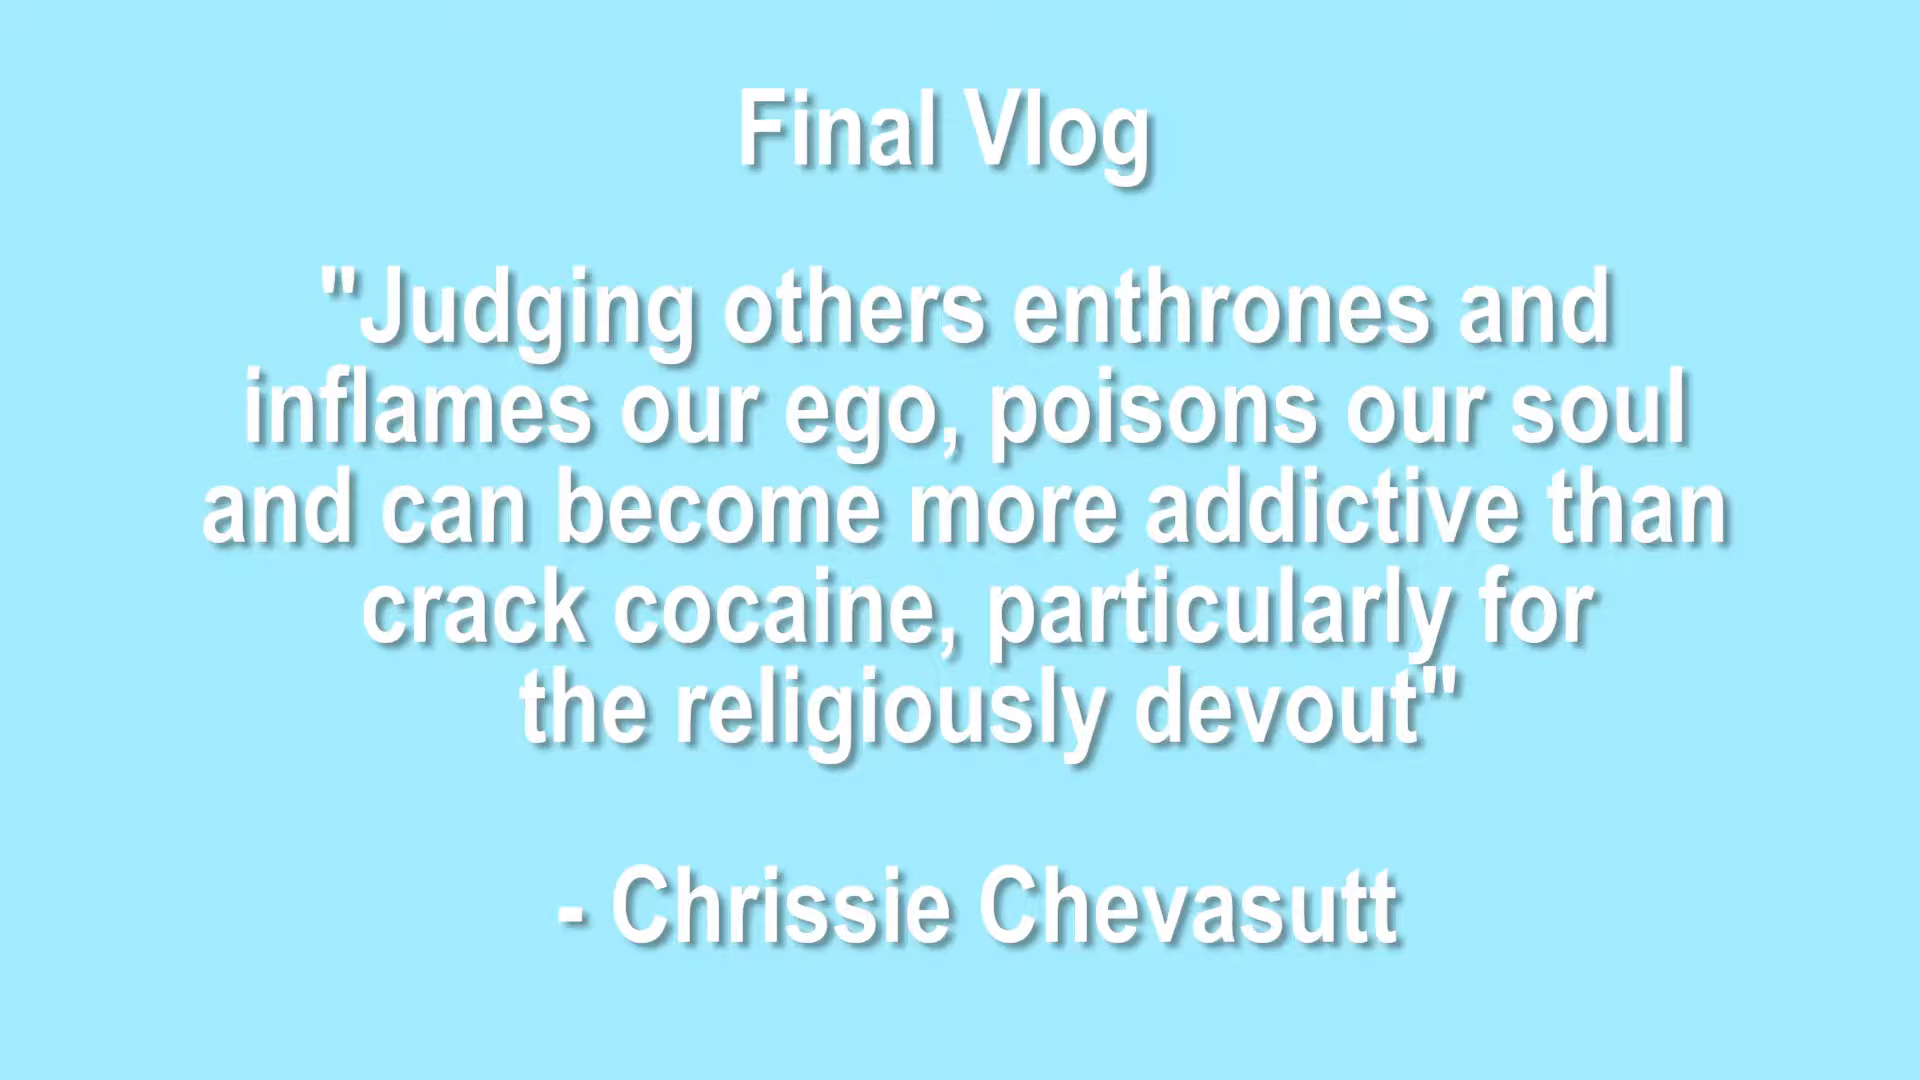 Final Vlog
"Judging others enthrones and
inflames our ego, poisons our soul
and can become more addictive than
crack cocaine, particularly for
the religiously devout"
- Chrissie Chevasutt